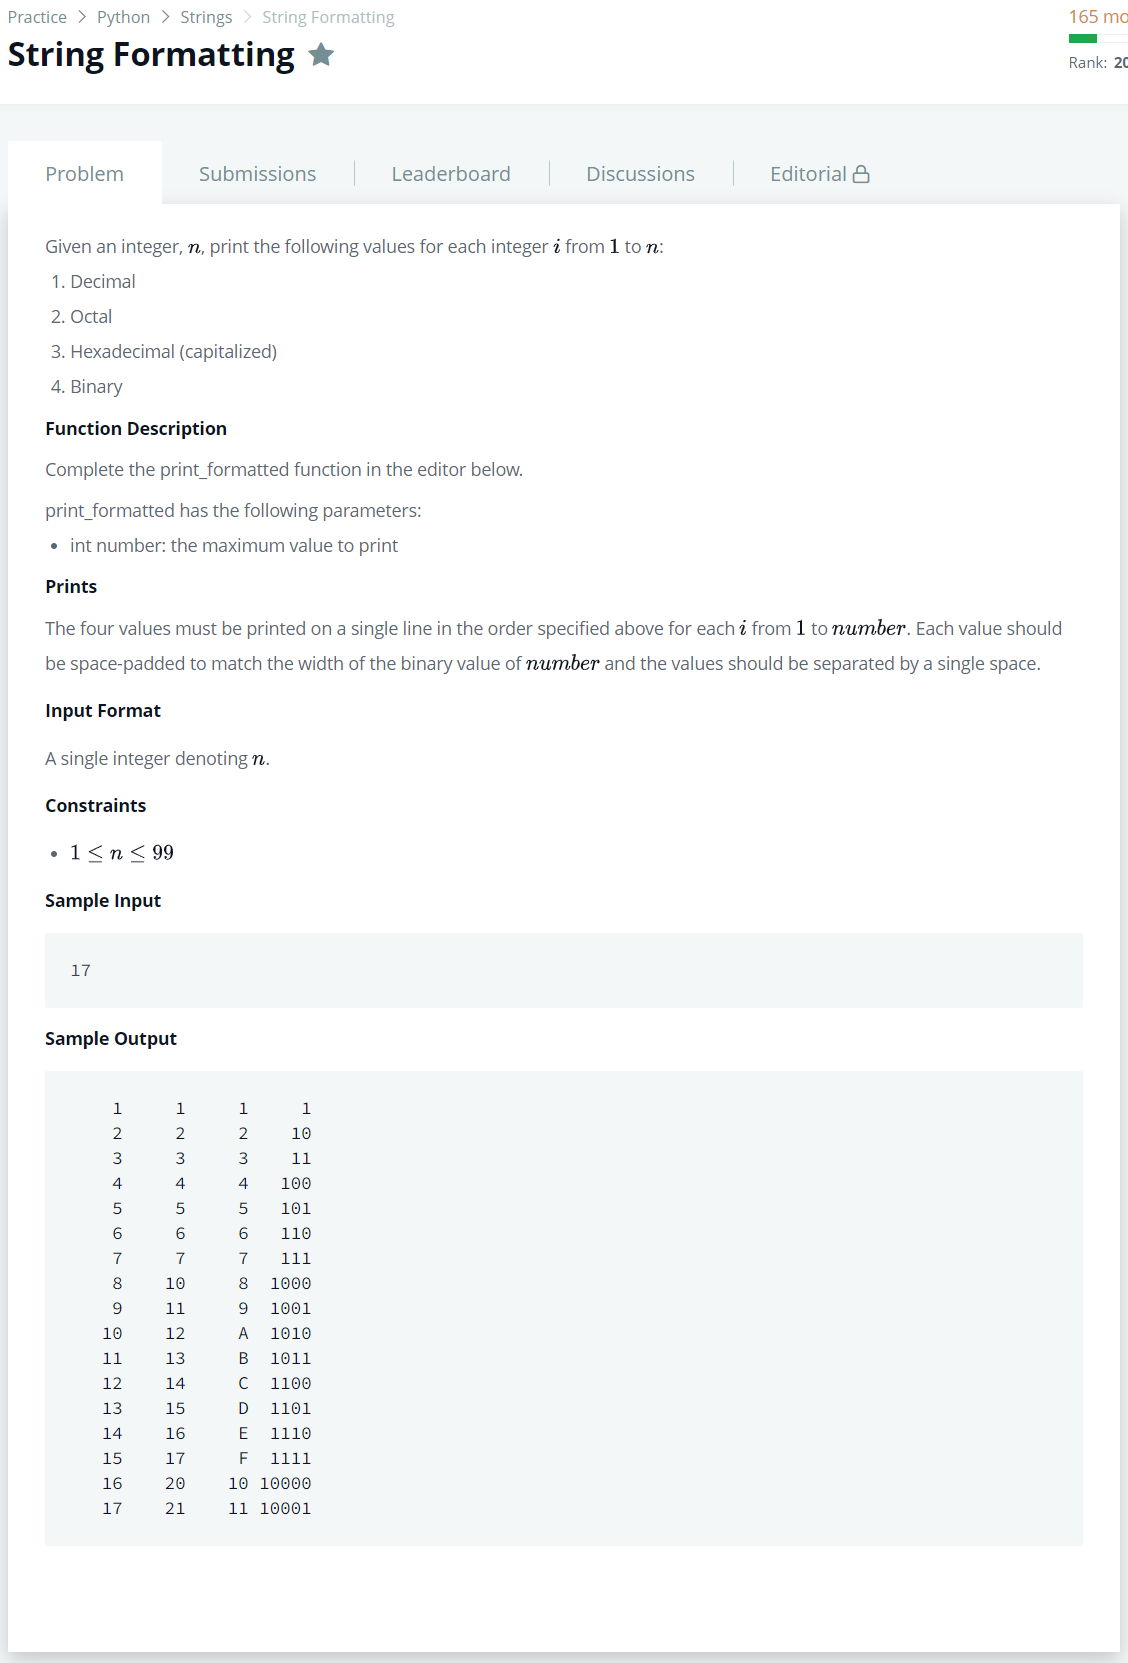 Practice > Python > Strings > String Formatting
165 mo
String Formatting
Rank: 20
Problem
Submissions
Leaderboard
Discussions
Editorial
Given an integer, n, print the following values for each integer i from 1 to n:
1. Decimal
2. Octal
3. Hexadecimal (capitalized)
4. Binary
Function Description
Complete the print_formatted function in the editor below.
print_formatted has the following parameters:
• int number: the maximum value to print
Prints
The four values must be printed on a single line in the order specified above for each i from 1 to number. Each value should
be space-padded to match the width of the binary value of number and the values should be separated by a single space.
Input Format
A single integer denoting n.
Constraints
• 1 ≤ n ≤ 99
Sample Input
17
Sample Output
    1     1     1     1
    2     2     2    10
    3     3     3    11
    4     4     4   100
    5     5     5   101
    6     6     6   110
    7     7     7   111
    8    10     8  1000
    9    11     9  1001
   10    12     A  1010
   11    13     B  1011
   12    14     C  1100
   13    15     D  1101
   14    16     E  1110
   15    17     F  1111
   16    20    10 10000
   17    21    11 10001